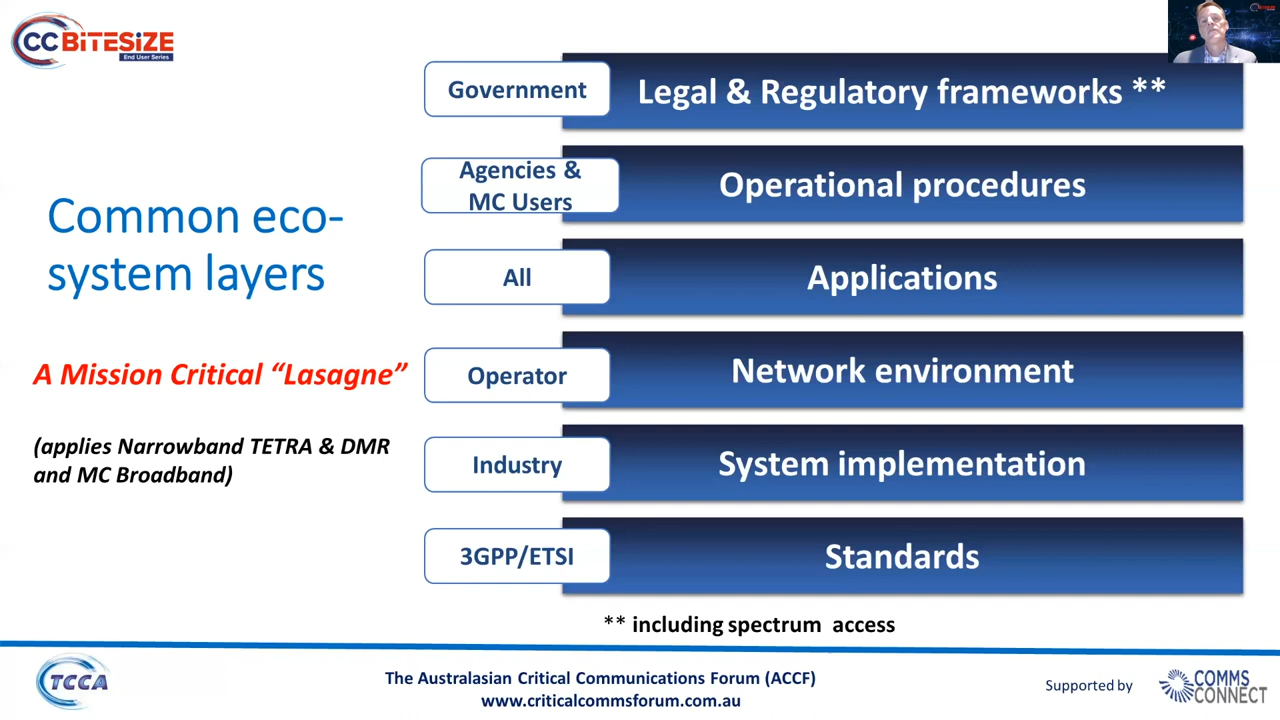 CC BiTESiZE
End User Series
Common eco-
system layers
A Mission Critical “Lasagne”
(applies Narrowband TETRA & DMR
and MC Broadband)
Government
Legal & Regulatory frameworks **
Agencies &
MC Users
Operational procedures
All
Applications
Operator
Network environment
Industry
System implementation
3GPP/ETSI
Standards
** including spectrum access
TCCA
The Australasian Critical Communications Forum (ACCF)
www.criticalcommsforum.com.au
Supported by
COMMS
CONNECT